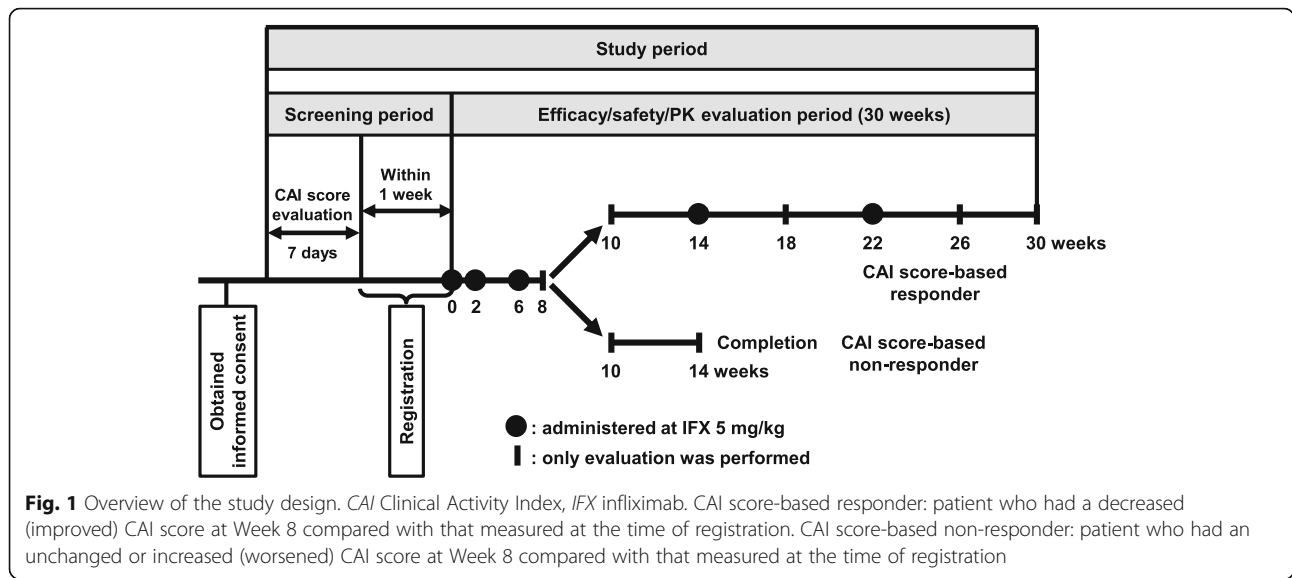 Study period
Screening period
Efficacy/safety/PK evaluation period (30 weeks)
CAI score
evaluation
7 days
Within
1 week
10
14
18
22
26
30 weeks
CAI score-based
responder
0
2
6
8
Completion
CAI score-based
non-responder
10
14 weeks
Obtained
informed consent
Registration
: administered at IFX 5 mg/kg
: only evaluation was performed
Fig. 1 Overview of the study design. CAI Clinical Activity Index, IFX infliximab. CAI score-based responder: patient who had a decreased
(improved) CAI score at Week 8 compared with that measured at the time of registration. CAI score-based non-responder: patient who had an
unchanged or increased (worsened) CAI score at Week 8 compared with that measured at the time of registration